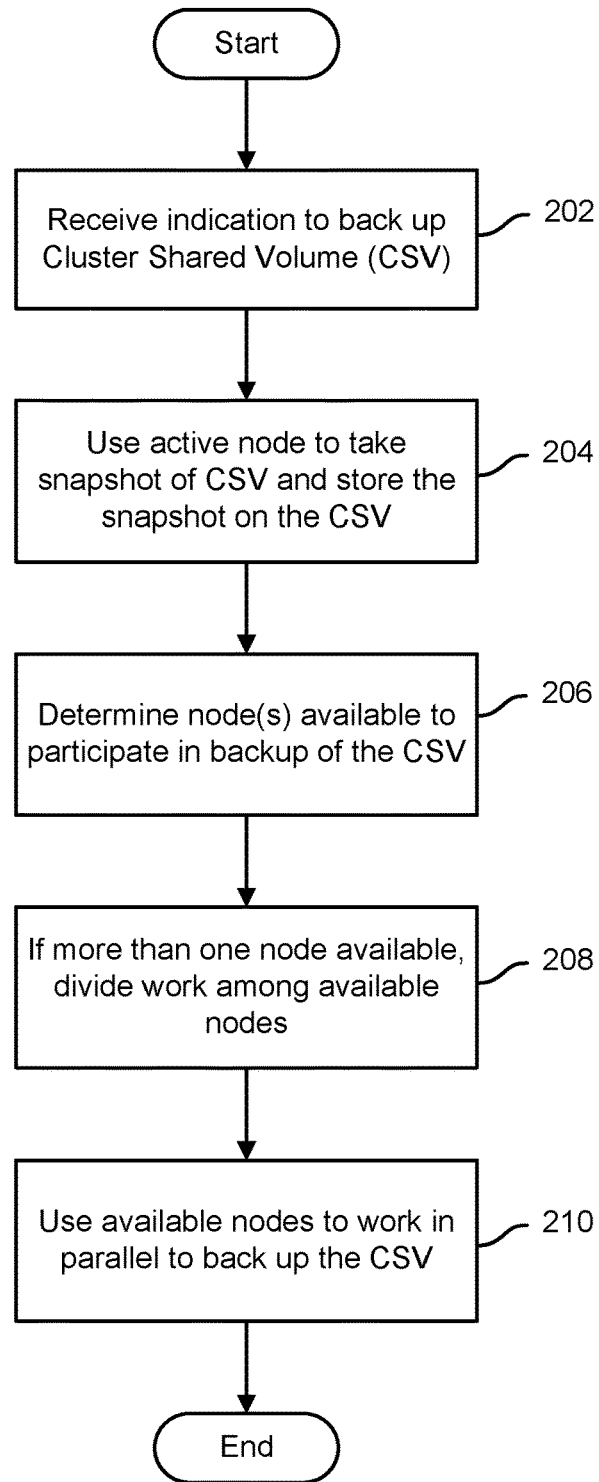 Start
Receive indication to back up
Cluster Shared Volume (CSV)
202
Use active node to take
snapshot of CSV and store the
snapshot on the CSV
204
Determine node(s) available to
participate in backup of the CSV
206
If more than one node available,
divide work among available
nodes
208
Use available nodes to work in
parallel to back up the CSV
210
End